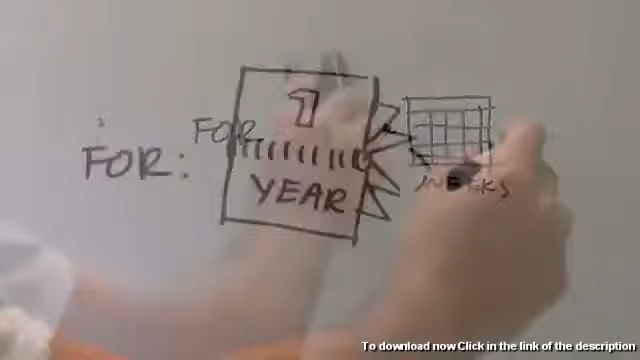 FOR:
FOR
1
YEAR
WEEKS
To download now Click in the link of the description